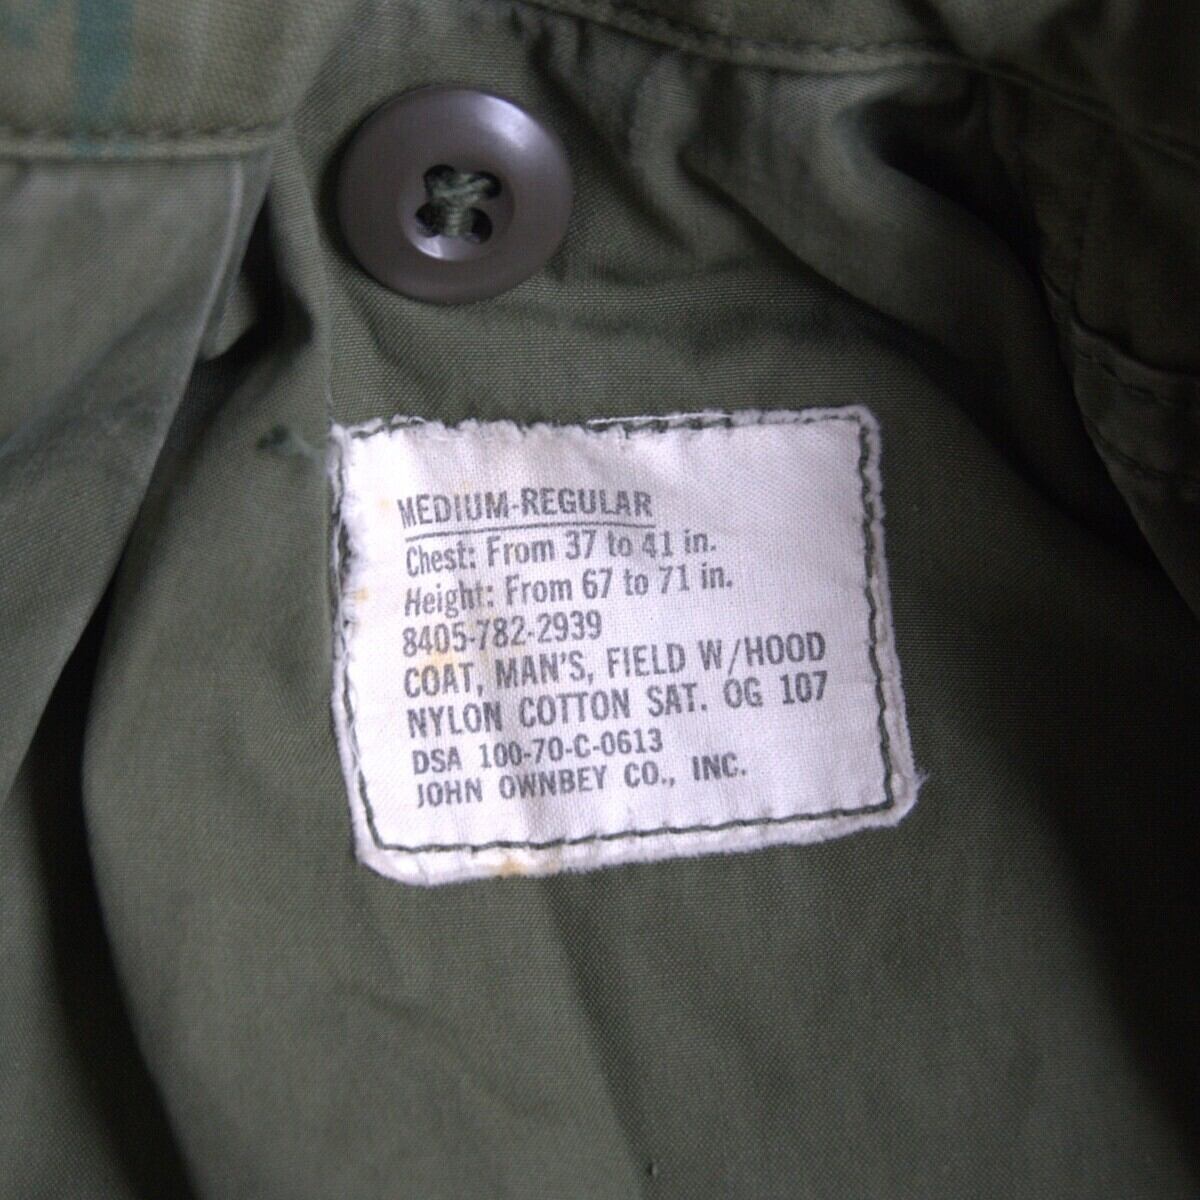 MEDIUM-REGULAR
Chest: From 37 to 41 in.
Height: From 67 to 71 in.
8405-782-2939
COAT, MAN'S, FIELD W/HOOD
NYLON COTTON SAT. OG 107
DSA 100-70-C-0613
JOHN OWNBEY CO., INC.